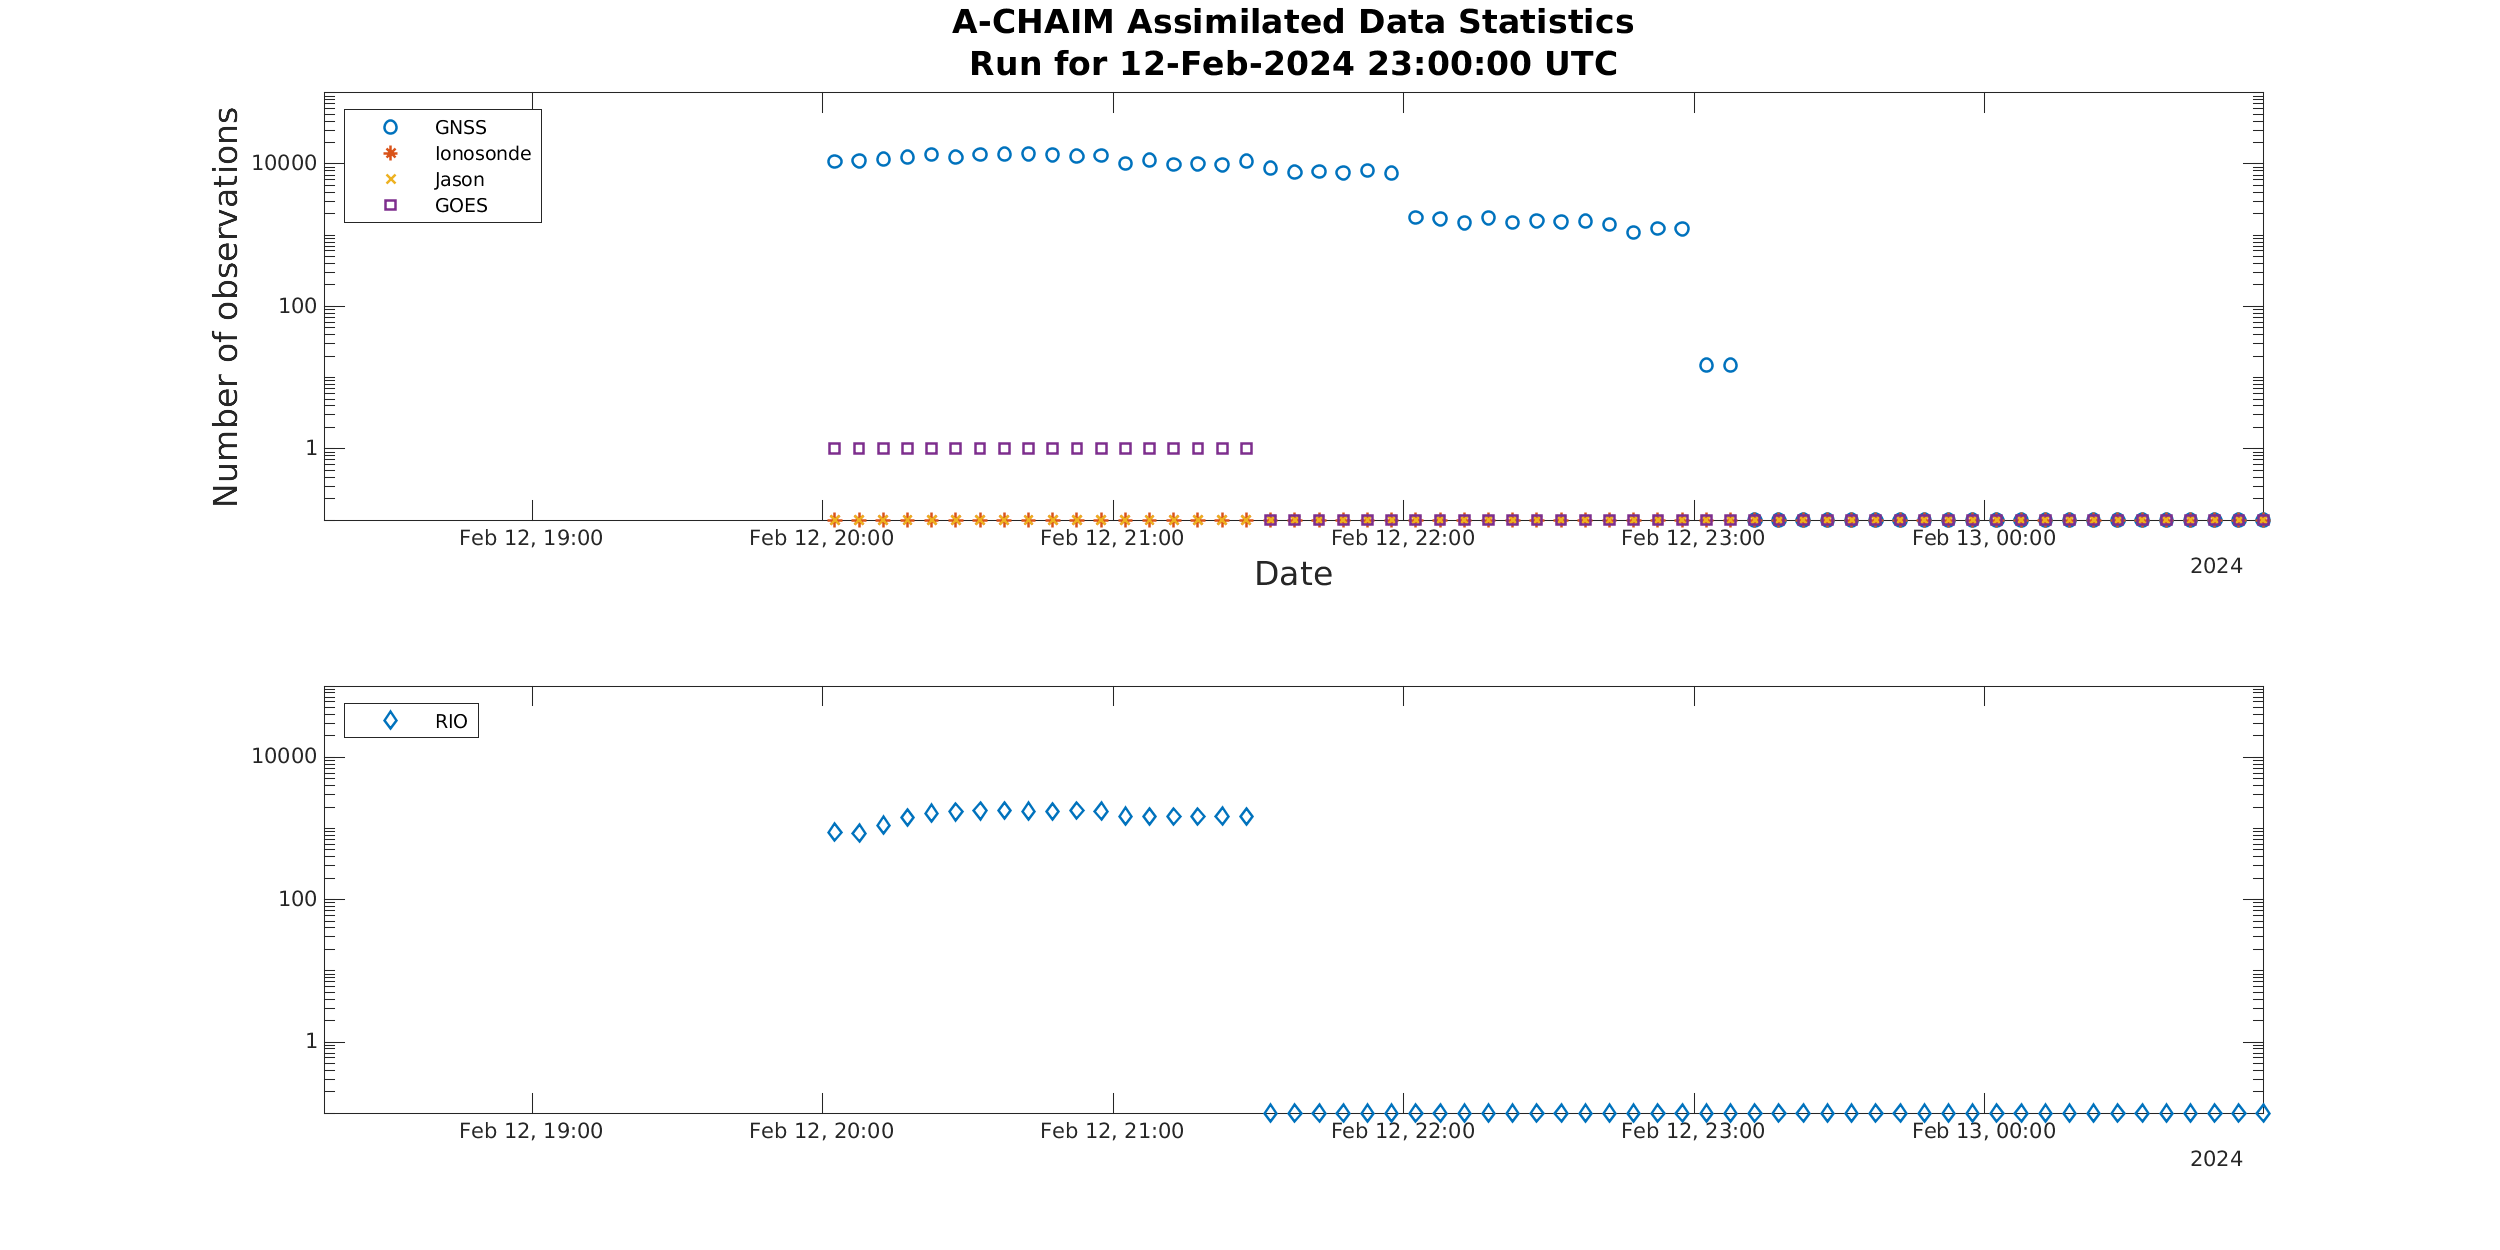 A-CHAIM Assimilated Data Statistics
Run for 12-Feb-2024 23:00:00 UTC
GNSS
Ionosonde
Jason
GOES
Number of observations
10000
100
1
Feb 12, 19:00
Feb 12, 20:00
Feb 12, 21:00
Feb 12, 22:00
Feb 12, 23:00
Feb 13, 00:00
2024
Date
RIO
10000
100
1
Feb 12, 19:00
Feb 12, 20:00
Feb 12, 21:00
Feb 12, 22:00
Feb 12, 23:00
Feb 13, 00:00
2024